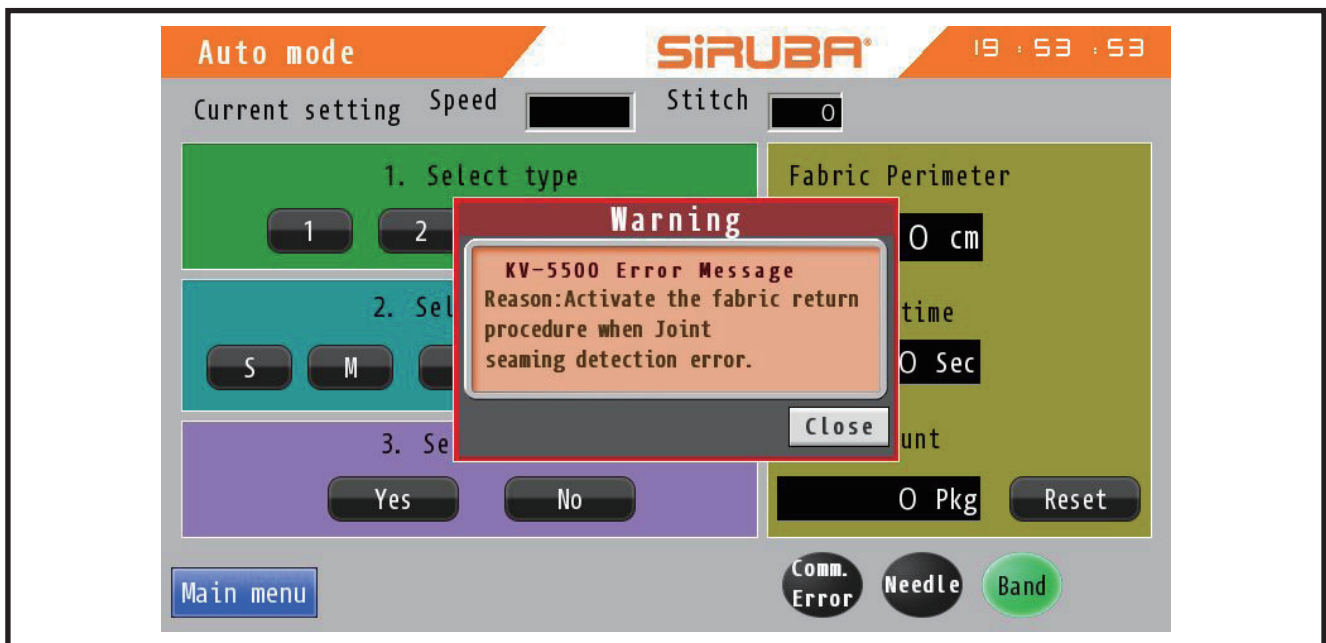 Auto mode
SiRUBA®
19 : 53 : 53
Current setting Speed
Stitch 0
1. Select type
1 2
Fabric Perimeter
0 cm
Warning
KV-5500 Error Message
Reason:Activate the fabric return
procedure when Joint
seaming detection error.
Close
2. Sel
S M
time
0 Sec
3. Se
Yes No
unt
0 Pkg Reset
Main menu
Comm.
Error
Needle
Band